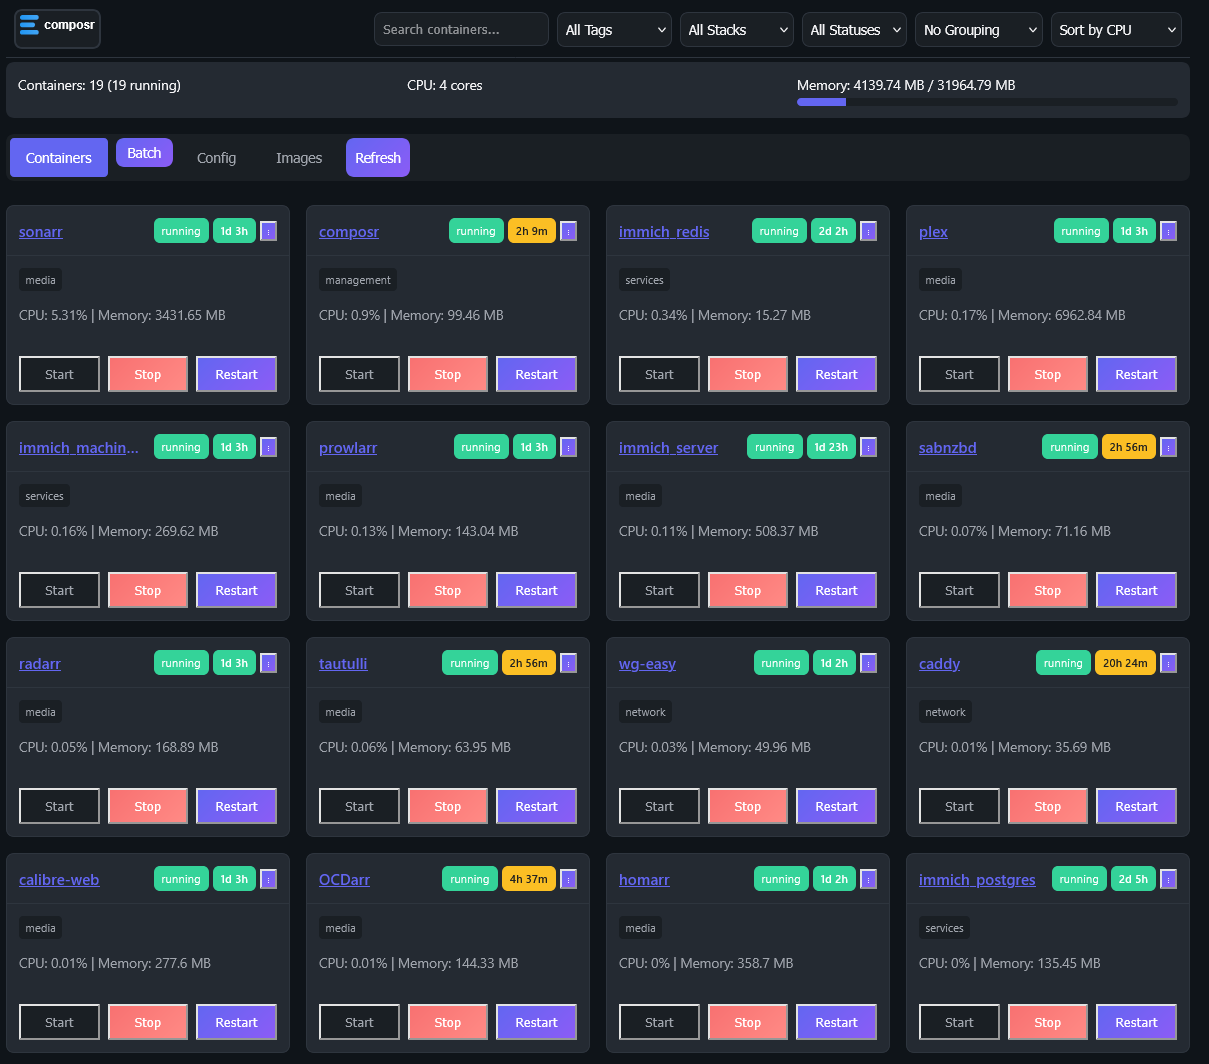 composr
Search containers...
All Tags
All Stacks
All Statuses
No Grouping
Sort by CPU
Containers: 19 (19 running)
CPU: 4 cores
Memory: 4139.74 MB / 31964.79 MB
Containers
Batch
Config
Images
Refresh
sonarr running 1d 3h
media
CPU: 5.31% | Memory: 3431.65 MB
Start Stop Restart
composr running 2h 9m
management
CPU: 0.9% | Memory: 99.46 MB
Start Stop Restart
immich_redis running 2d 2h
services
CPU: 0.34% | Memory: 15.27 MB
Start Stop Restart
plex running 1d 3h
media
CPU: 0.17% | Memory: 6962.84 MB
Start Stop Restart
immich_machin... running 1d 3h
services
CPU: 0.16% | Memory: 269.62 MB
Start Stop Restart
prowlarr running 1d 3h
media
CPU: 0.13% | Memory: 143.04 MB
Start Stop Restart
immich_server running 1d 23h
media
CPU: 0.11% | Memory: 508.37 MB
Start Stop Restart
sabnzbd running 2h 56m
media
CPU: 0.07% | Memory: 71.16 MB
Start Stop Restart
radarr running 1d 3h
media
CPU: 0.05% | Memory: 168.89 MB
Start Stop Restart
tautulli running 2h 56m
media
CPU: 0.06% | Memory: 63.95 MB
Start Stop Restart
wg-easy running 1d 2h
network
CPU: 0.03% | Memory: 49.96 MB
Start Stop Restart
caddy running 20h 24m
network
CPU: 0.01% | Memory: 35.69 MB
Start Stop Restart
calibre-web running 1d 3h
media
CPU: 0.01% | Memory: 277.6 MB
Start Stop Restart
OCDarr running 4h 37m
media
CPU: 0.01% | Memory: 144.33 MB
Start Stop Restart
homarr running 1d 2h
media
CPU: 0% | Memory: 358.7 MB
Start Stop Restart
immich_postgres running 2d 5h
services
CPU: 0% | Memory: 135.45 MB
Start Stop Restart